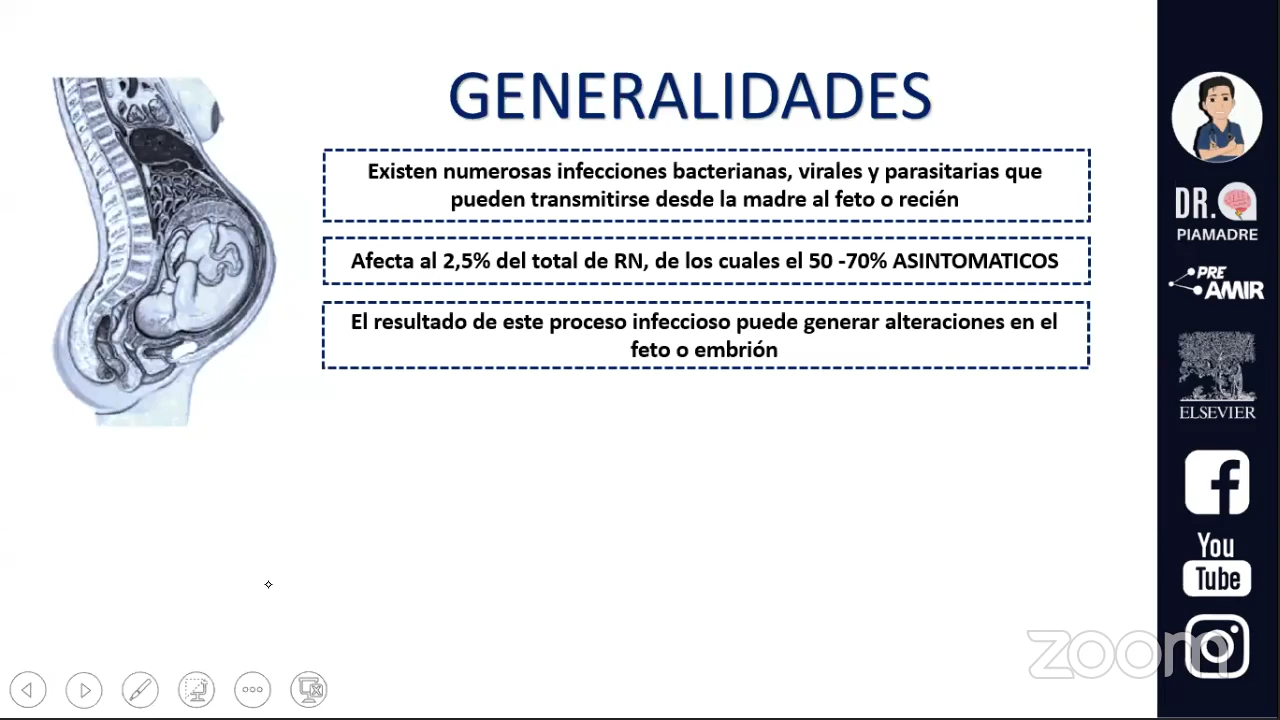 GENERALIDADES
Existen numerosas infecciones bacterianas, virales y parasitarias que
pueden transmitirse desde la madre al feto o recién
Afecta al 2,5% del total de RN, de los cuales el 50 -70% ASINTOMATICOS
El resultado de este proceso infeccioso puede generar alteraciones en el
feto o embrión
DR.
PIAMADRE
PRE
AMIR
ELSEVIER
You
Tube
zoom